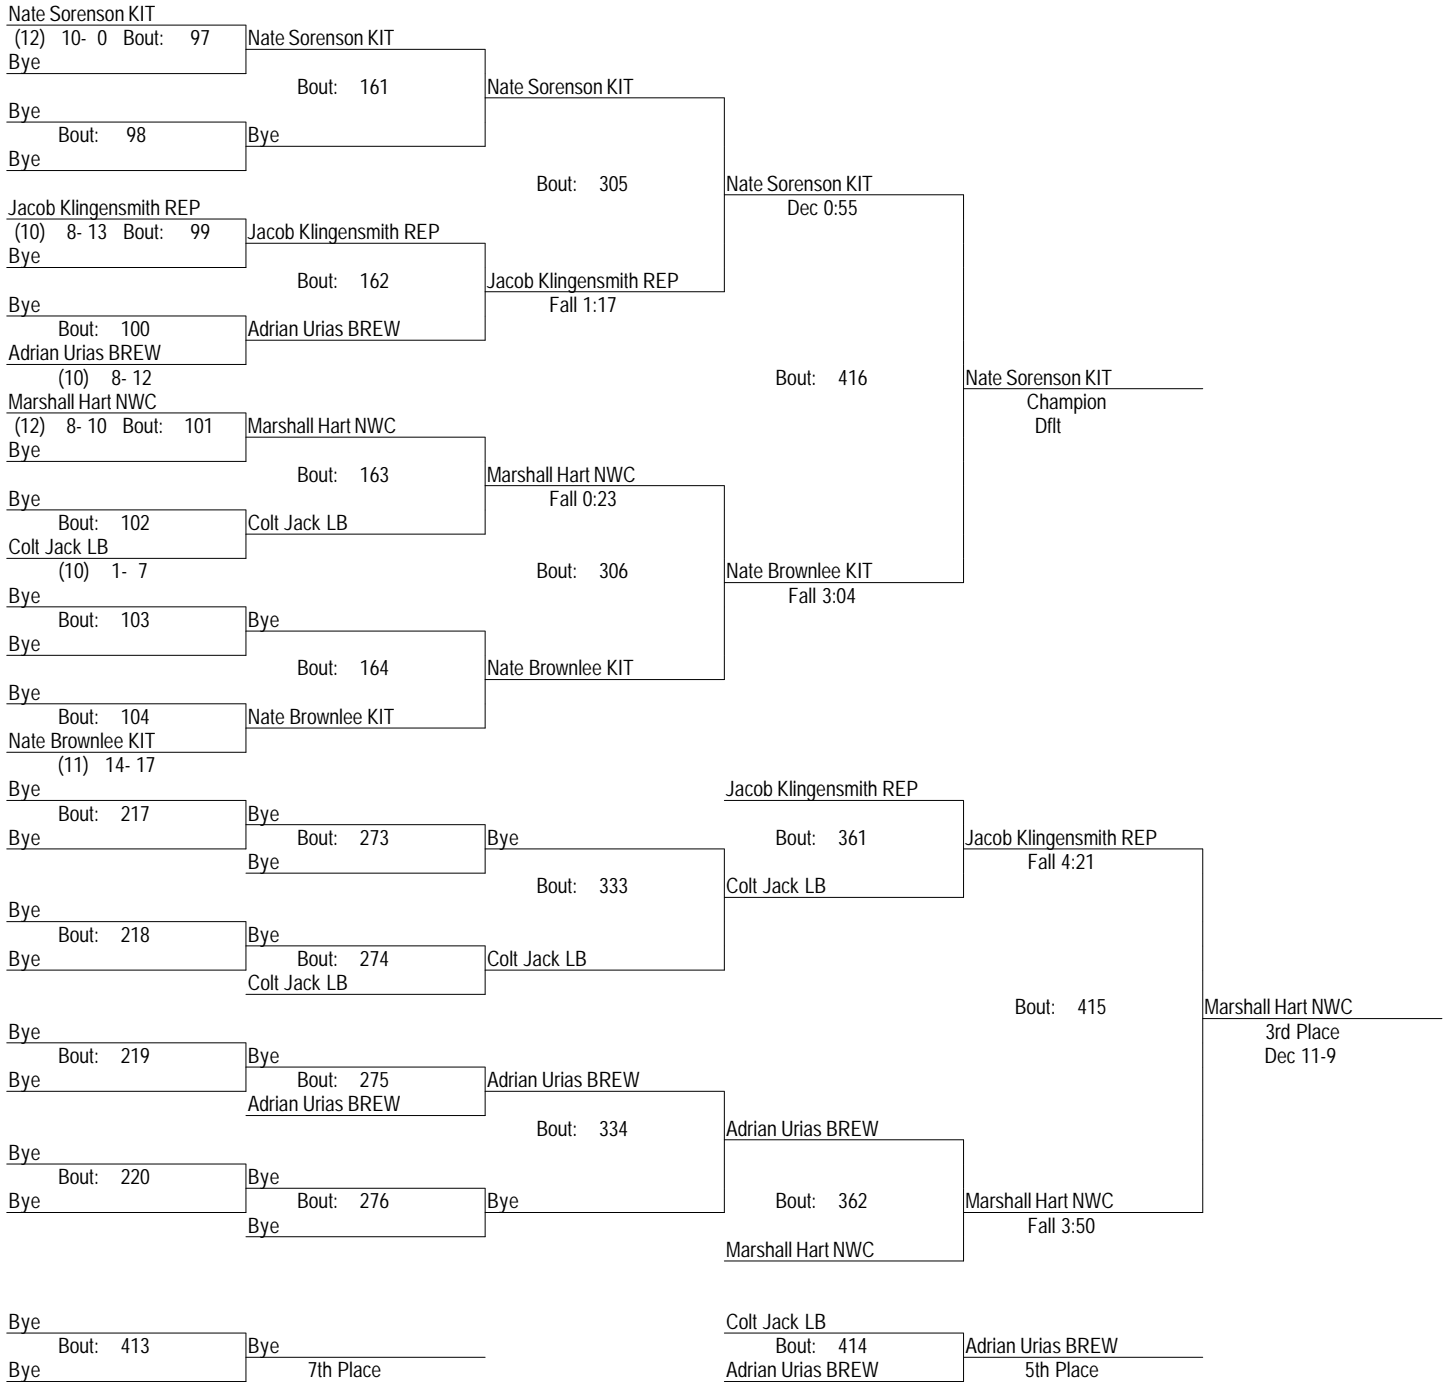 Nate Sorenson KIT
(12) 10- 0 Bout: 97 Nate Sorenson KIT
Bye
Bout: 161 Nate Sorenson KIT
Bye
Bout: 98 Bye
Bye
Bout: 305 Nate Sorenson KIT
Jacob Klingensmith REP Dec 0:55
(10) 8- 13 Bout: 99 Jacob Klingensmith REP
Bye
Bout: 162 Jacob Klingensmith REP
Bye Fall 1:17
Bout: 100 Adrian Urias BREW
Adrian Urias BREW
(10) 8- 12 Bout: 416 Nate Sorenson KIT
Marshall Hart NWC Champion
(12) 8- 10 Bout: 101 Marshall Hart NWC Dflt
Bye
Bout: 163 Marshall Hart NWC
Bye Fall 0:23
Bout: 102 Colt Jack LB
Colt Jack LB
(10) 1- 7 Bout: 306 Nate Brownlee KIT
Bye Fall 3:04
Bout: 103 Bye
Bye
Bout: 164 Nate Brownlee KIT
Bye
Bout: 104 Nate Brownlee KIT
Nate Brownlee KIT
(11) 14- 17
Bye Jacob Klingensmith REP
Bout: 217 Bye
Bye Bout: 273 Bye Bout: 361 Jacob Klingensmith REP
Bye Fall 4:21
Bout: 333 Colt Jack LB
Bye
Bout: 218 Bye
Bye Bout: 274 Colt Jack LB
Colt Jack LB
Bout: 415 Marshall Hart NWC
Bye 3rd Place
Bout: 219 Bye Dec 11-9
Bye Bout: 275 Adrian Urias BREW
Adrian Urias BREW
Bout: 334 Adrian Urias BREW
Bye
Bout: 220 Bye
Bye Bout: 276 Bye Bout: 362 Marshall Hart NWC
Bye Fall 3:50
Marshall Hart NWC
Bye Colt Jack LB
Bout: 413 Bye Bout: 414 Adrian Urias BREW
Bye 7th Place Adrian Urias BREW 5th Place